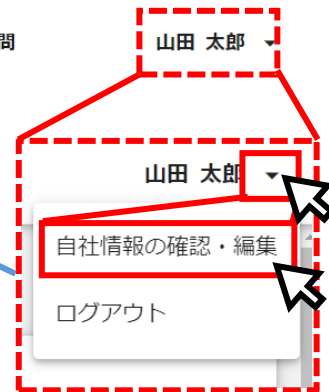 問
山田 太郎
山田 太郎
自社情報の確認・編集
ログアウト